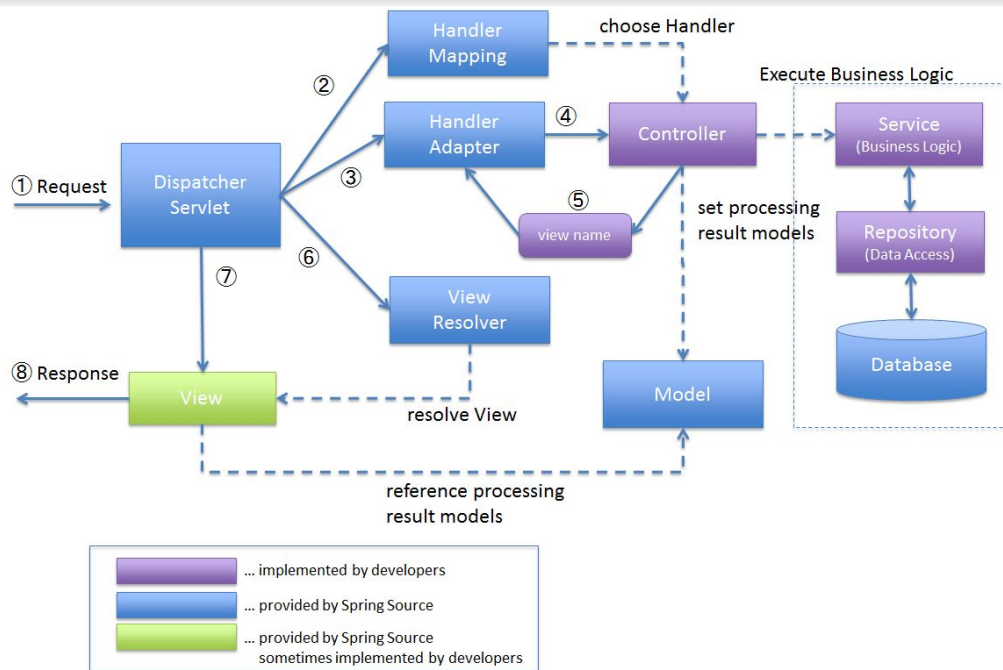 ① Request
Dispatcher
Servlet
②
Handler
Mapping
choose Handler
③
Handler
Adapter
④
Controller
⑤
view name
Execute Business Logic
Service
(Business Logic)
Repository
(Data Access)
Database
set processing
result models
⑥
View
Resolver
⑦
resolve View
View
⑧ Response
Model
reference processing
result models
... implemented by developers
... provided by Spring Source
... provided by Spring Source
sometimes implemented by developers